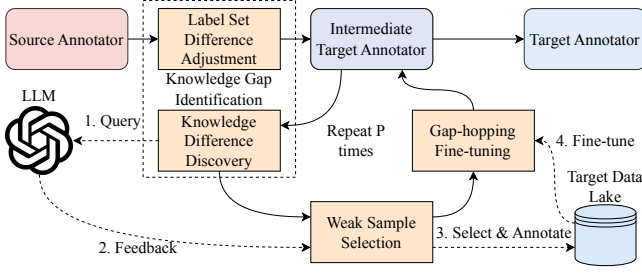 Source Annotator
Label Set
Difference
Adjustment
Intermediate
Target Annotator
Target Annotator
Knowledge Gap
Identification
LLM
1. Query
Knowledge
Difference
Discovery
Repeat P
times
Gap-hopping
Fine-tuning
4. Fine-tune
Target Data
Lake
Weak Sample
Selection
2. Feedback
3. Select & Annotate